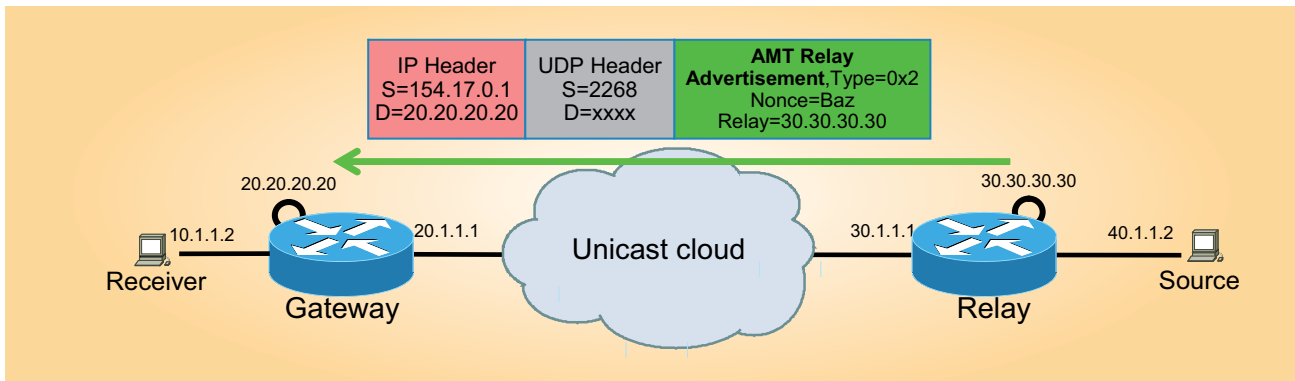 IP Header
S=154.17.0.1
D=20.20.20.20
UDP Header
S=2268
D=xxxx
AMT Relay
Advertisement,Type=0x2
Nonce=Baz
Relay=30.30.30.30
20.20.20.20
30.30.30.30
10.1.1.2
20.1.1.1
Unicast cloud
30.1.1.1
40.1.1.2
Receiver
Gateway
Relay
Source